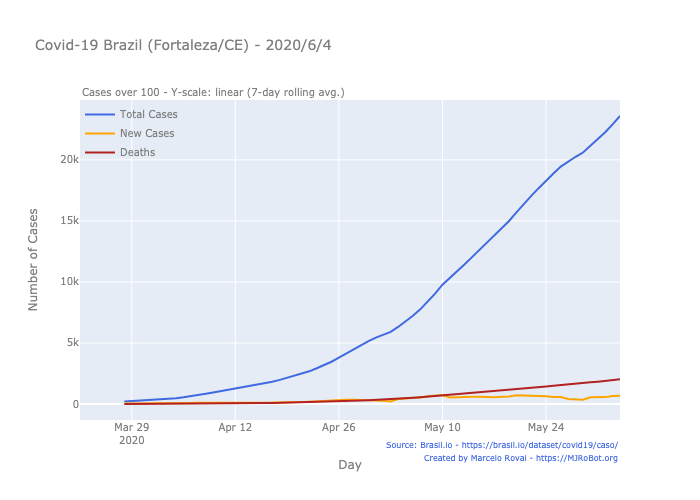 Covid-19 Brazil (Fortaleza/CE) - 2020/6/4
Cases over 100 - Y-scale: linear (7-day rolling avg.)
Total Cases
New Cases
Deaths
20k
15k
10k
5k
0
Number of Cases
Mar 29
2020
Apr 12
Apr 26
May 10
May 24
Day
Source: Brasil.io - https://brasil.io/dataset/covid19/caso/
Created by Marcelo Rovai - https://MJRoBot.org